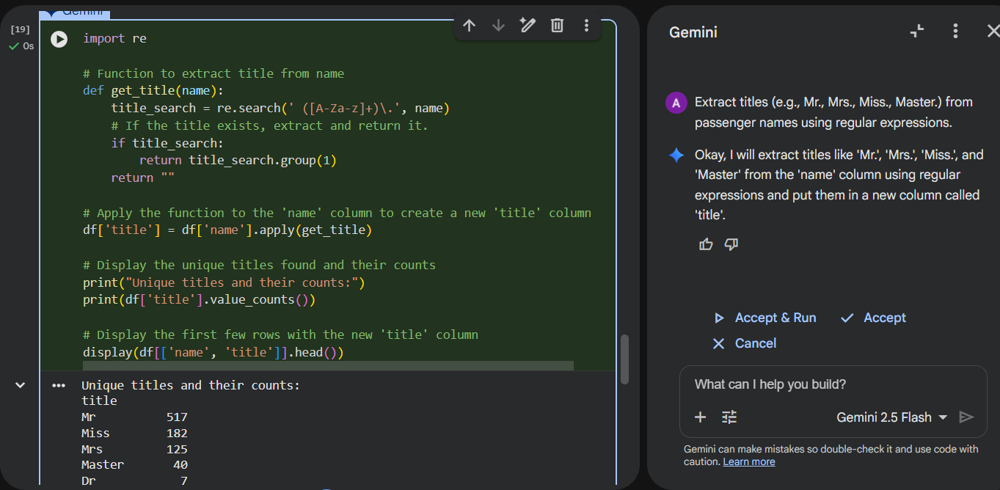 Gemini
[19]
0s
import re
# Function to extract title from name
def get_title(name):
    title_search = re.search(' ([A-Za-z]+)\.', name)
    # If the title exists, extract and return it.
    if title_search:
        return title_search.group(1)
    return ""
# Apply the function to the 'name' column to create a new 'title' column
df['title'] = df['name'].apply(get_title)
# Display the unique titles found and their counts
print("Unique titles and their counts:")
print(df['title'].value_counts())
# Display the first few rows with the new 'title' column
display(df[['name', 'title']].head())
Unique titles and their counts:
title
Mr 517
Miss 182
Mrs 125
Master 40
Dr 7
Gemini
A
Extract titles (e.g., Mr., Mrs., Miss., Master.) from
passenger names using regular expressions.
Okay, I will extract titles like 'Mr.', 'Mrs.', 'Miss.', and
'Master' from the 'name' column using regular
expressions and put them in a new column called
'title'.
Accept & Run
Accept
Cancel
What can I help you build?
Gemini 2.5 Flash
Gemini can make mistakes so double-check it and use code with
caution. Learn more